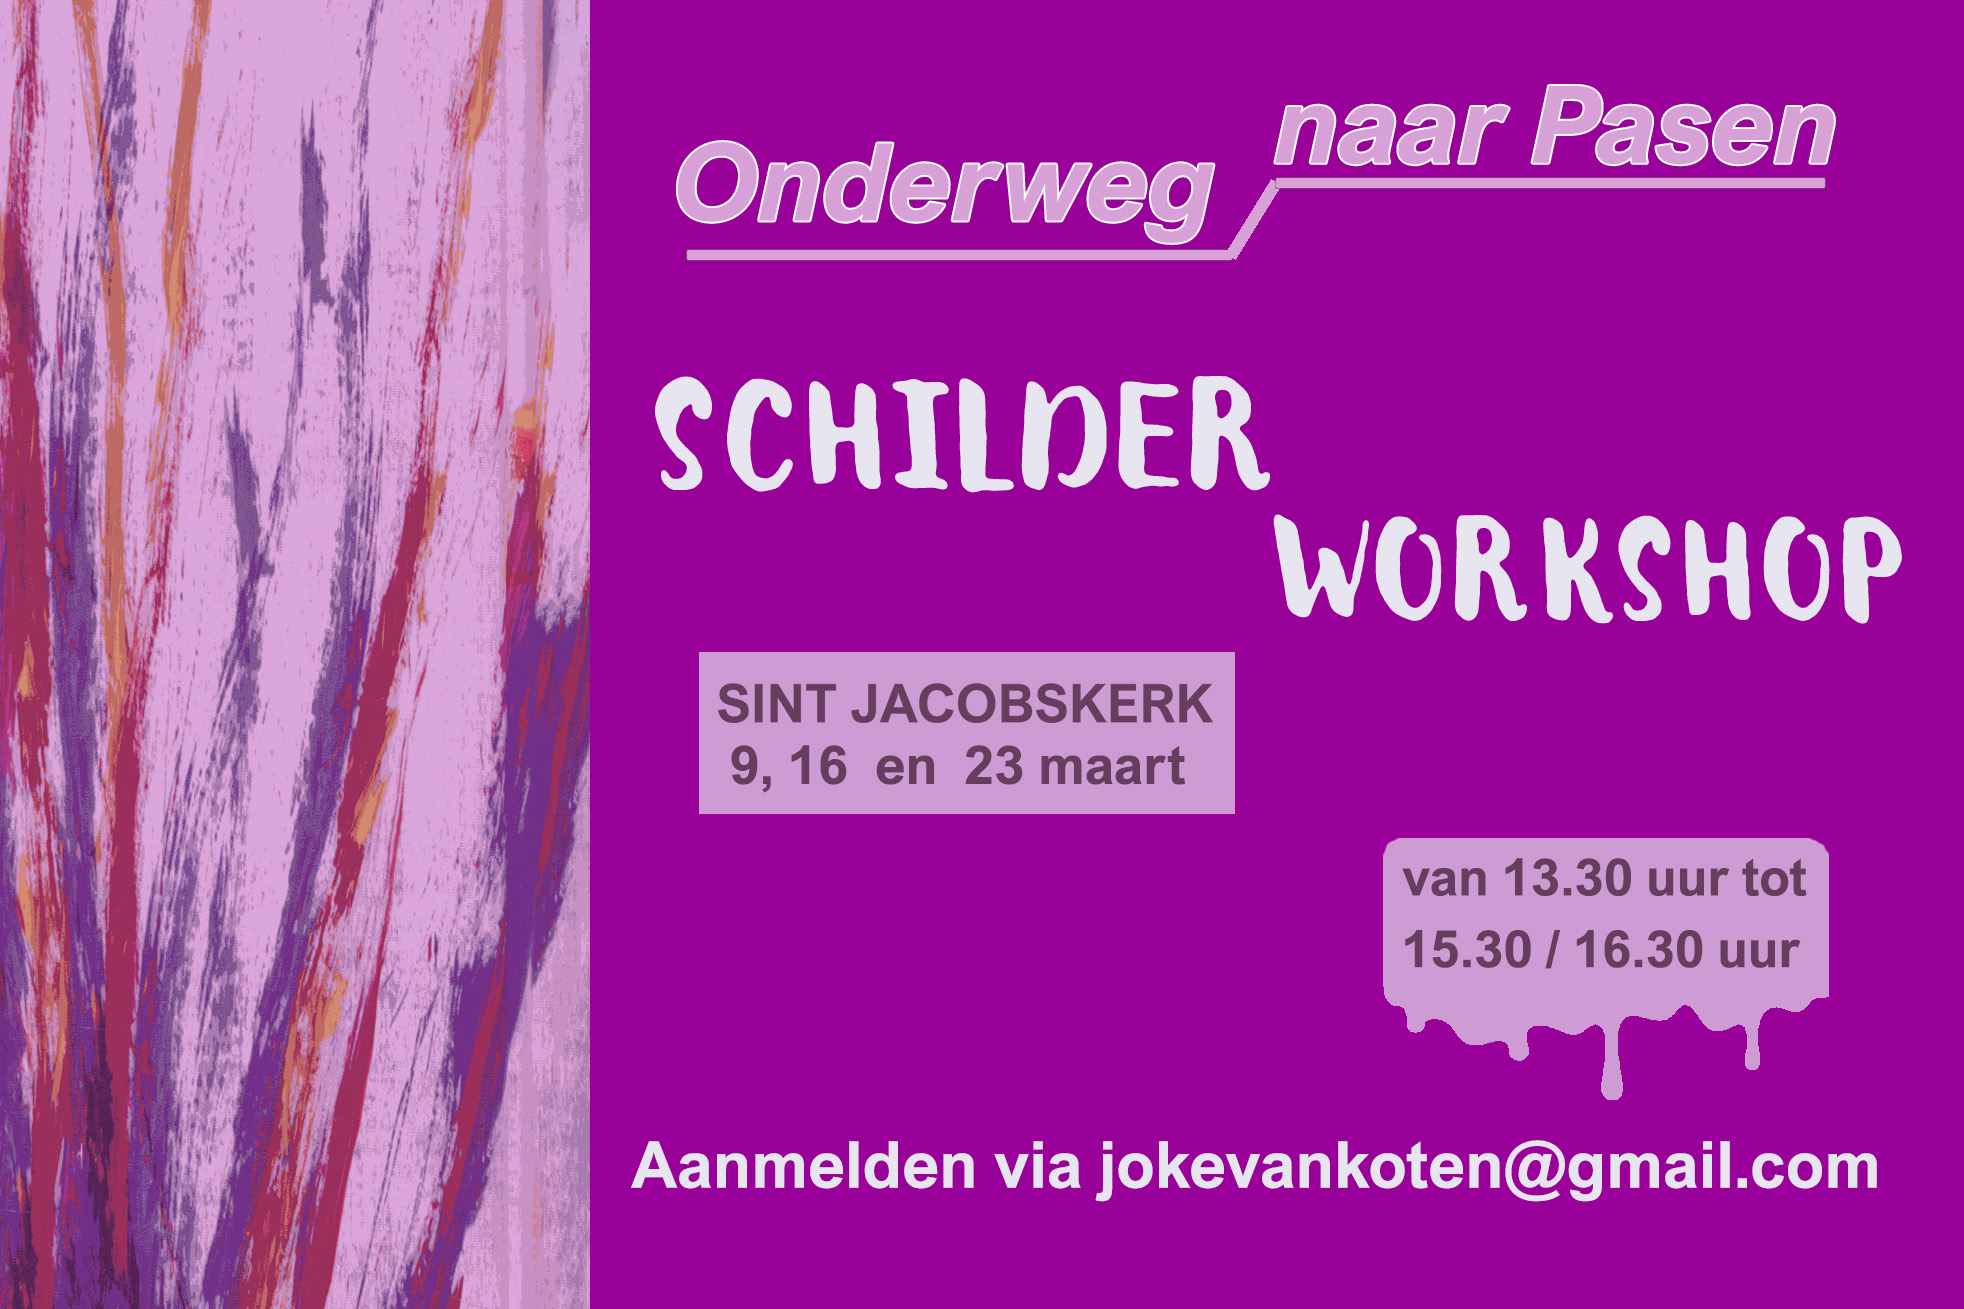 Onderweg naar Pasen
SCHILDER
WORKSHOP
SINT JACOBSKERK
9, 16 en 23 maart
van 13.30 uur tot
15.30 / 16.30 uur
Aanmelden via jokevankoten@gmail.com